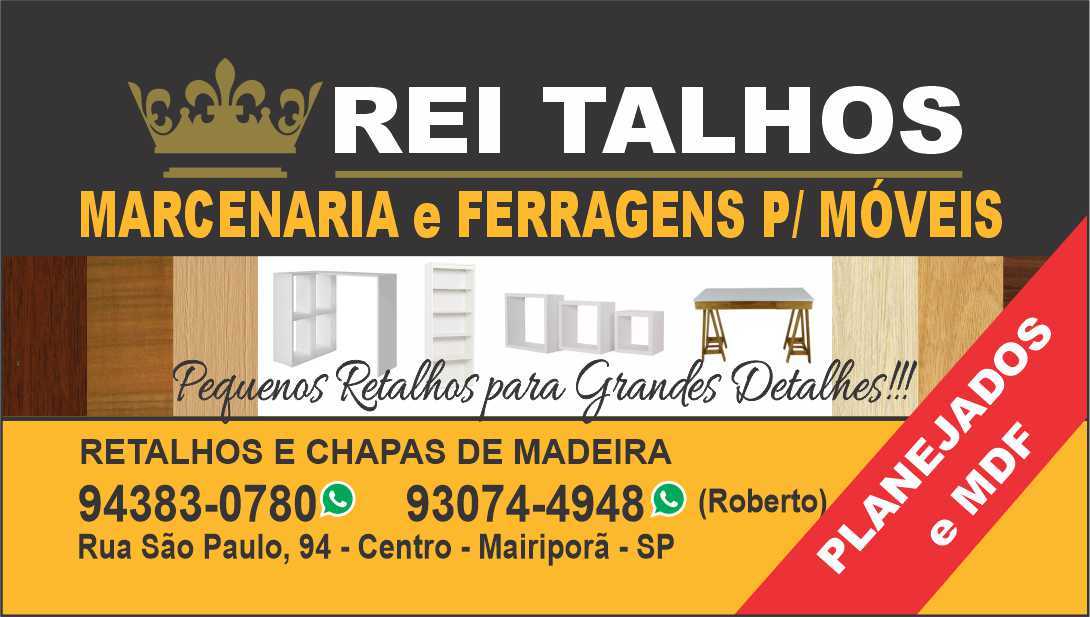 REI TALHOS
MARCENARIA e FERRAGENS P/ MÓVEIS
Pequenos Retalhos para Grandes Detalhes!!!
RETALHOS E CHAPAS DE MADEIRA
94383-0780 93074-4948 (Roberto)
Rua São Paulo, 94 - Centro - Mairiporã - SP
PLANEJADOS
e MDF